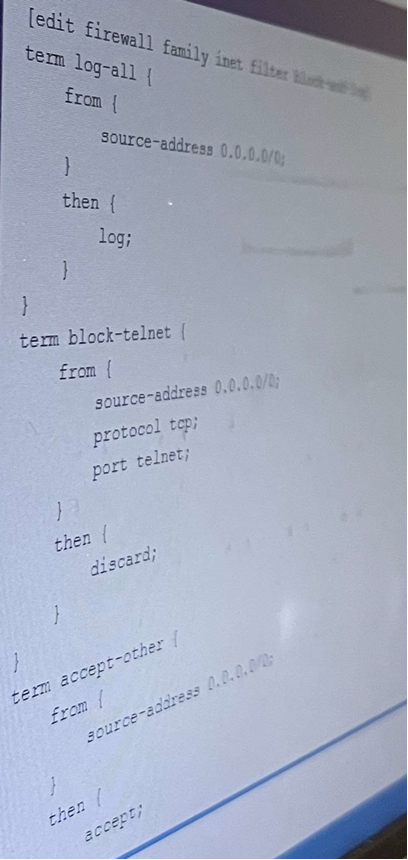 [edit firewall family inet filter
term log-all {
from {
source-address 0.0.0.0/0;
}
then {
log;
}
}
term block-telnet {
from {
source-address 0.0.0.0/0;
protocol tcp;
port telnet;
}
then {
discard;
}
}
term accept-other {
from {
source-address 0.0.0.0/0;
}
then {
accept;